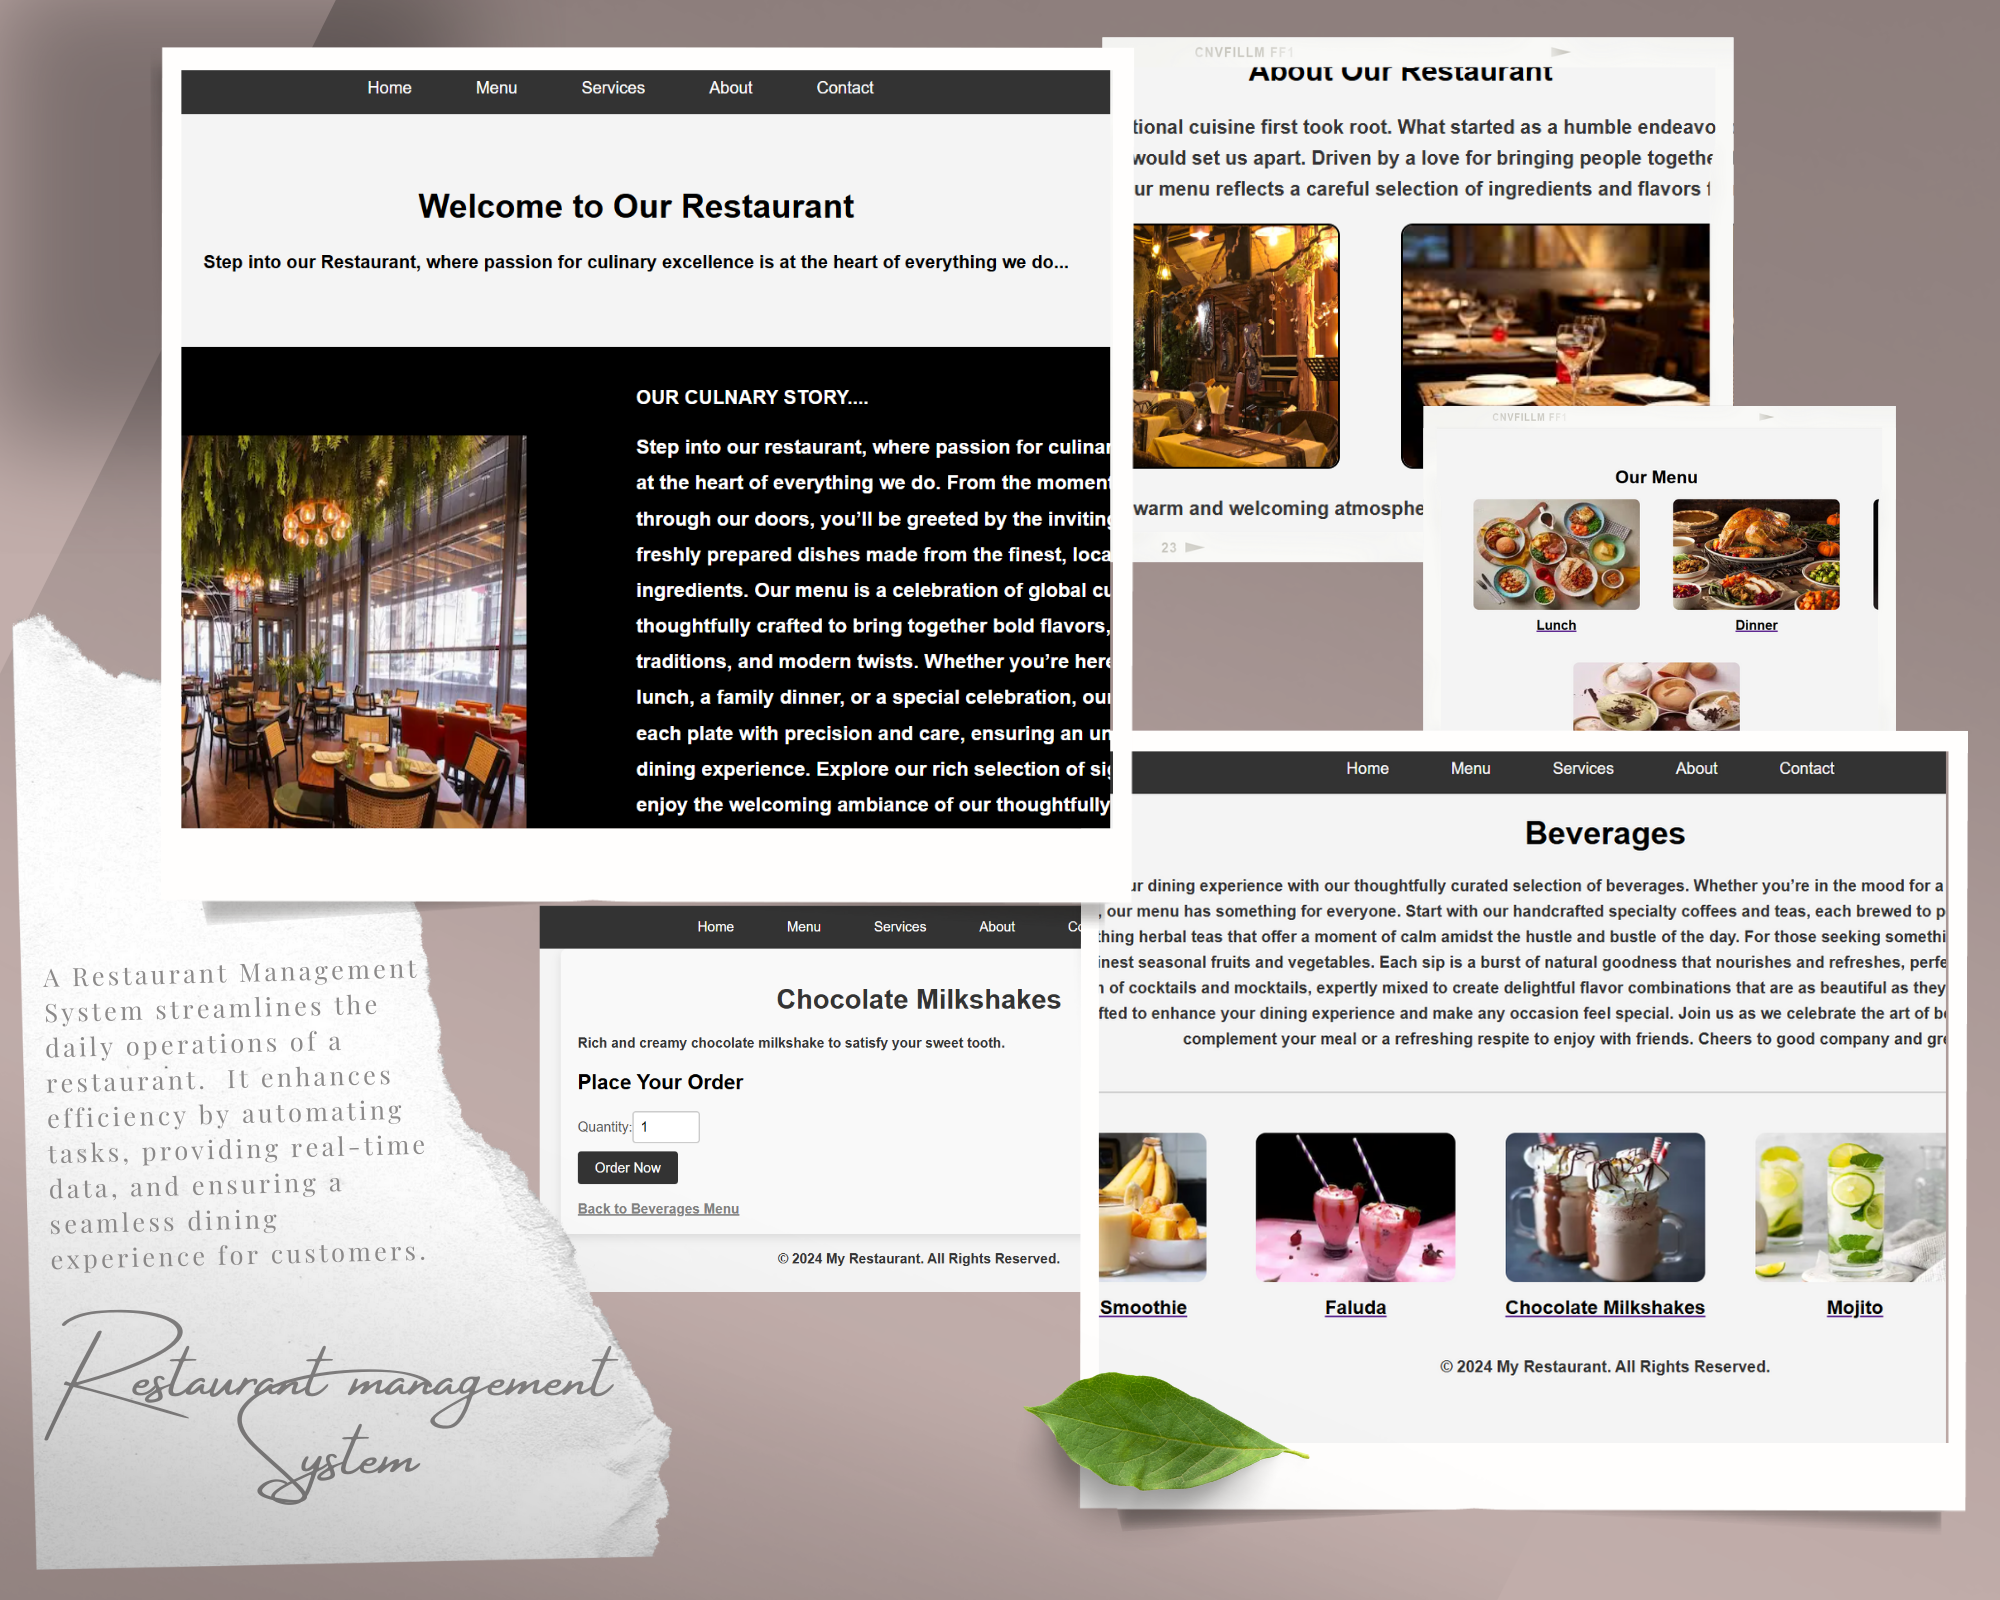 Home Menu Services About Contact
Welcome to Our Restaurant
Step into our Restaurant, where passion for culinary excellence is at the heart of everything we do...
OUR CULNARY STORY....
Step into our restaurant, where passion for culinar
at the heart of everything we do. From the moment
through our doors, you'll be greeted by the inviting
freshly prepared dishes made from the finest, loca
ingredients. Our menu is a celebration of global cu
thoughtfully crafted to bring together bold flavors,
traditions, and modern twists. Whether you're here
lunch, a family dinner, or a special celebration, our
each plate with precision and care, ensuring an un
dining experience. Explore our rich selection of sig
enjoy the welcoming ambiance of our thoughtfully
CNVFILLM FF1
About Our Restaurant
tional cuisine first took root. What started as a humble endeavo
would set us apart. Driven by a love for bringing people togethe
ur menu reflects a careful selection of ingredients and flavors f
warm and welcoming atmosphe
23
CNVFILLM FF1
Our Menu
Lunch Dinner
Home Menu Services About Contact
Beverages
ur dining experience with our thoughtfully curated selection of beverages. Whether you're in the mood for a
, our menu has something for everyone. Start with our handcrafted specialty coffees and teas, each brewed to p
thing herbal teas that offer a moment of calm amidst the hustle and bustle of the day. For those seeking somethi
inest seasonal fruits and vegetables. Each sip is a burst of natural goodness that nourishes and refreshes, perfe
n of cocktails and mocktails, expertly mixed to create delightful flavor combinations that are as beautiful as they
fted to enhance your dining experience and make any occasion feel special. Join us as we celebrate the art of be
complement your meal or a refreshing respite to enjoy with friends. Cheers to good company and gre
Smoothie Faluda Chocolate Milkshakes Mojito
© 2024 My Restaurant. All Rights Reserved.
Home Menu Services About Co
Chocolate Milkshakes
Rich and creamy chocolate milkshake to satisfy your sweet tooth.
Place Your Order
Quantity: 1
Order Now
Back to Beverages Menu
© 2024 My Restaurant. All Rights Reserved.
A Restaurant Management
System streamlines the
daily operations of a
restaurant. It enhances
efficiency by automating
tasks, providing real-time
data, and ensuring a
seamless dining
experience for customers.
Restaurant management
System